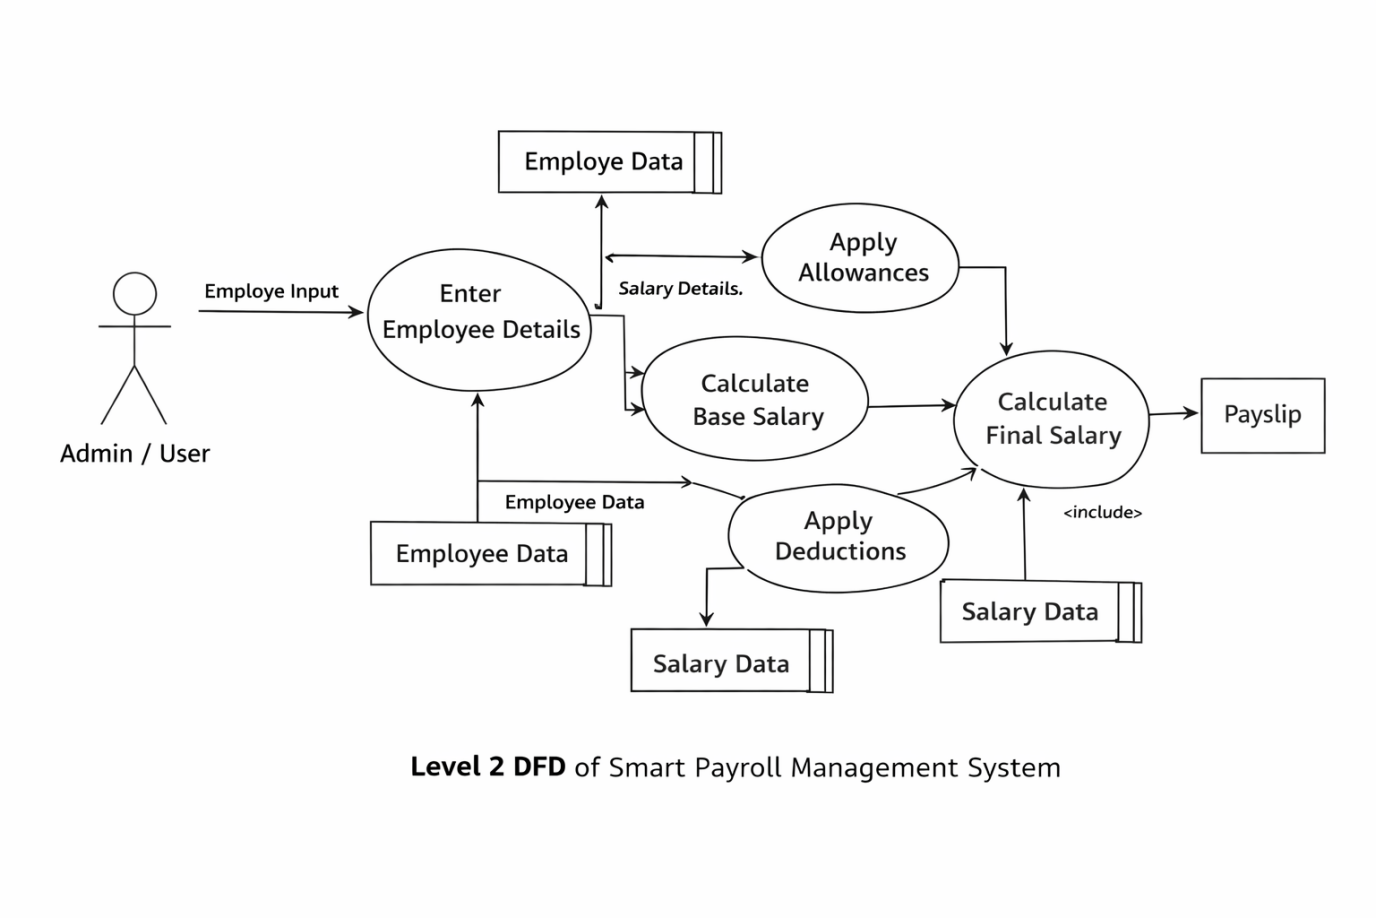 Employe Data
Apply
Allowances
Employe Input
Salary Details.
Enter
Employee Details
Calculate
Base Salary
Calculate
Final Salary
Payslip
Admin / User
Employee Data
<include>
Apply
Deductions
Employee Data
Salary Data
Salary Data
Level 2 DFD of Smart Payroll Management System